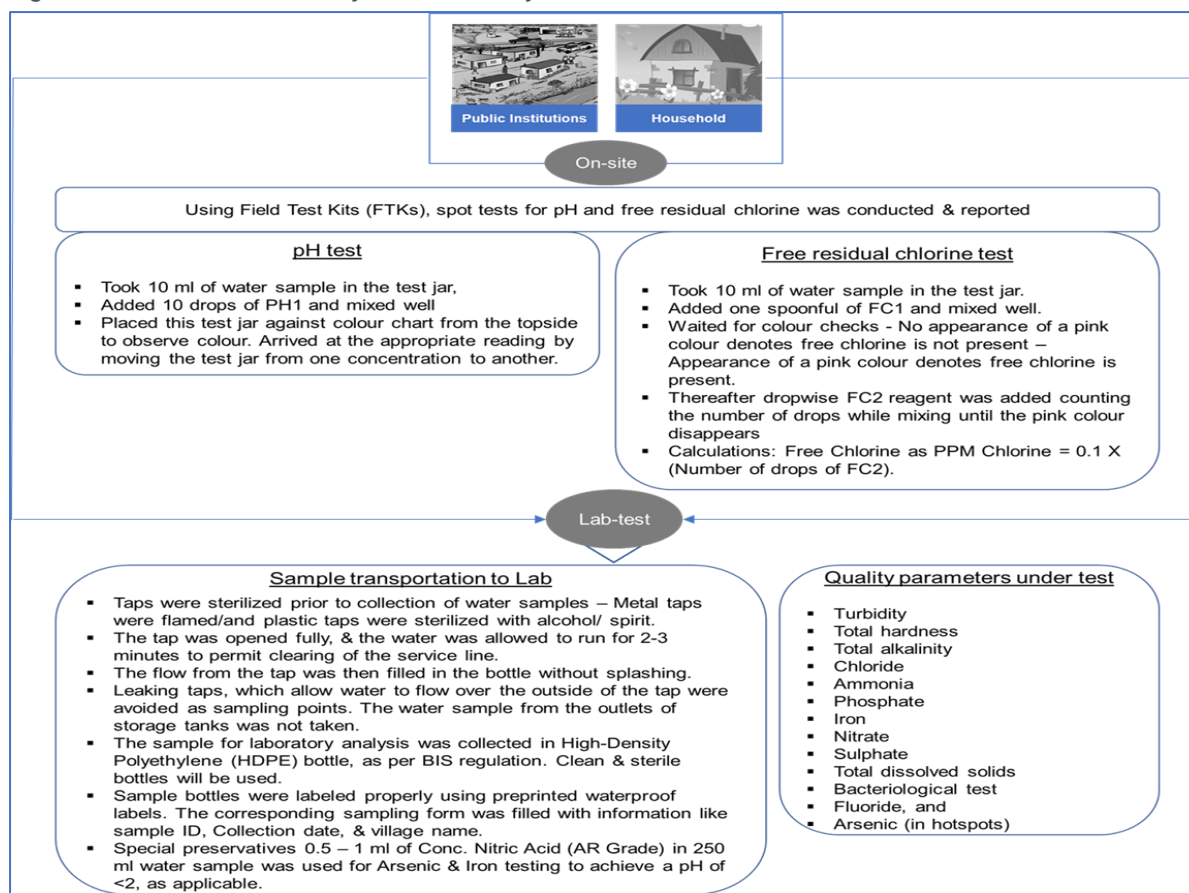 Public Institutions
Household
On-site
Using Field Test Kits (FTKs), spot tests for pH and free residual chlorine was conducted & reported
pH test
▪ Took 10 ml of water sample in the test jar,
▪ Added 10 drops of PH1 and mixed well
▪ Placed this test jar against colour chart from the topside
to observe colour. Arrived at the appropriate reading by
moving the test jar from one concentration to another.
Free residual chlorine test
▪ Took 10 ml of water sample in the test jar.
▪ Added one spoonful of FC1 and mixed well.
▪ Waited for colour checks - No appearance of a pink
colour denotes free chlorine is not present –
Appearance of a pink colour denotes free chlorine is
present.
▪ Thereafter dropwise FC2 reagent was added counting
the number of drops while mixing until the pink colour
disappears
▪ Calculations: Free Chlorine as PPM Chlorine = 0.1 X
(Number of drops of FC2).
Lab-test
Sample transportation to Lab
▪ Taps were sterilized prior to collection of water samples – Metal taps
were flamed/and plastic taps were sterilized with alcohol/ spirit.
▪ The tap was opened fully, & the water was allowed to run for 2-3
minutes to permit clearing of the service line.
▪ The flow from the tap was then filled in the bottle without splashing.
▪ Leaking taps, which allow water to flow over the outside of the tap were
avoided as sampling points. The water sample from the outlets of
storage tanks was not taken.
▪ The sample for laboratory analysis was collected in High-Density
Polyethylene (HDPE) bottle, as per BIS regulation. Clean & sterile
bottles will be used.
▪ Sample bottles were labeled properly using preprinted waterproof
labels. The corresponding sampling form was filled with information like
sample ID, Collection date, & village name.
▪ Special preservatives 0.5 – 1 ml of Conc. Nitric Acid (AR Grade) in 250
ml water sample was used for Arsenic & Iron testing to achieve a pH of
<2, as applicable.
Quality parameters under test
▪ Turbidity
▪ Total hardness
▪ Total alkalinity
▪ Chloride
▪ Ammonia
▪ Phosphate
▪ Iron
▪ Nitrate
▪ Sulphate
▪ Total dissolved solids
▪ Bacteriological test
▪ Fluoride, and
▪ Arsenic (in hotspots)